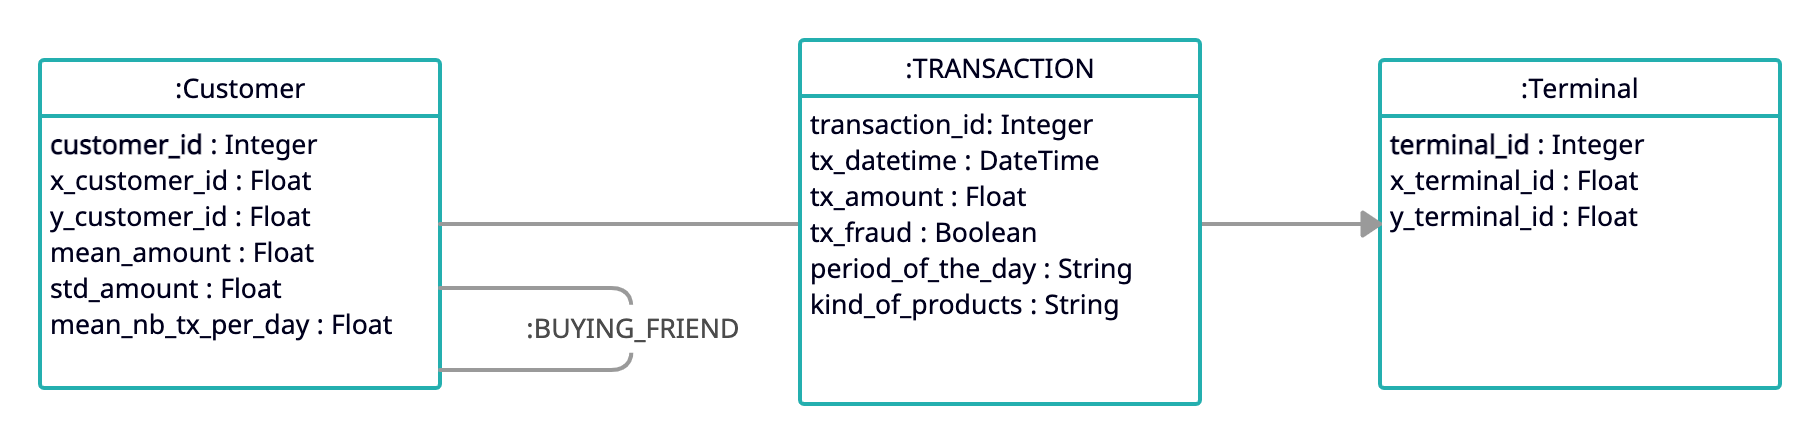 :Customer
customer_id : Integer
x_customer_id : Float
y_customer_id : Float
mean_amount : Float
std_amount : Float
mean_nb_tx_per_day : Float
:BUYING_FRIEND
:TRANSACTION
transaction_id: Integer
tx_datetime : DateTime
tx_amount : Float
tx_fraud : Boolean
period_of_the_day : String
kind_of_products : String
:Terminal
terminal_id : Integer
x_terminal_id : Float
y_terminal_id : Float